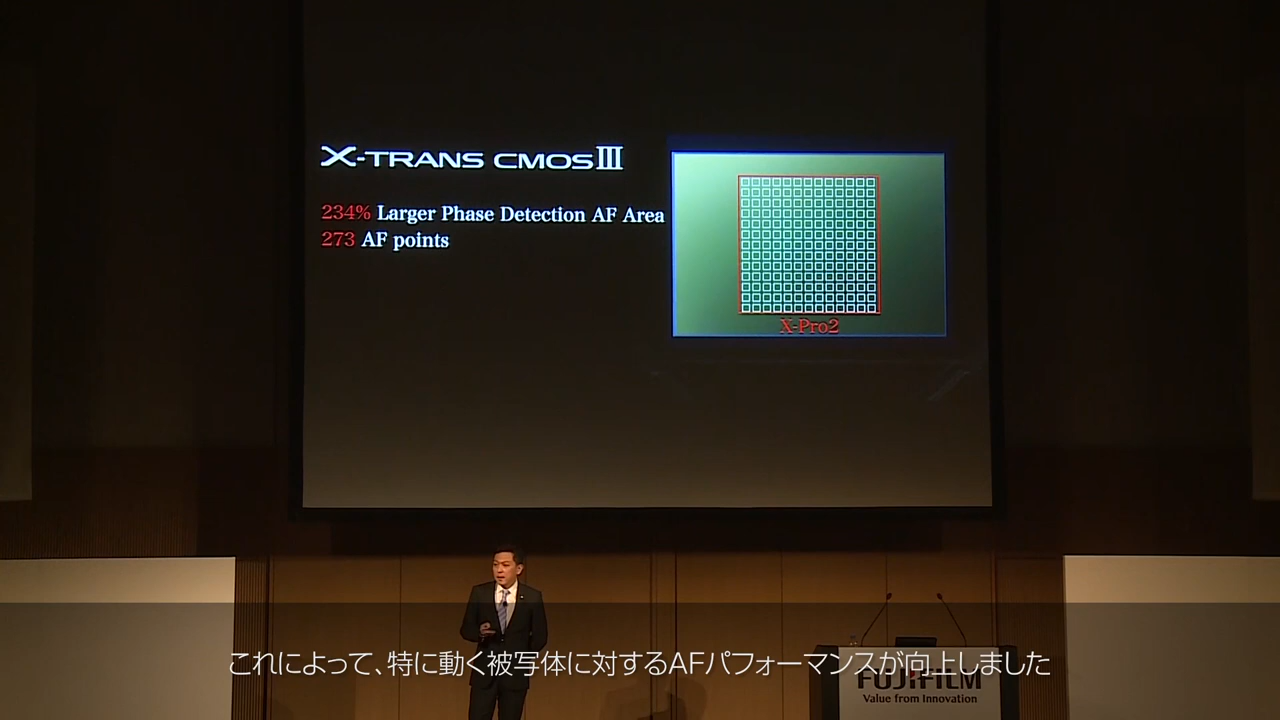 X-TRANS CMOS III
234% Larger Phase Detection AF Area
273 AF points
X-Pro2
これによって、特に動く被写体に対するAFパフォーマンスが向上しました
FUJIFILM
Value from Innovation